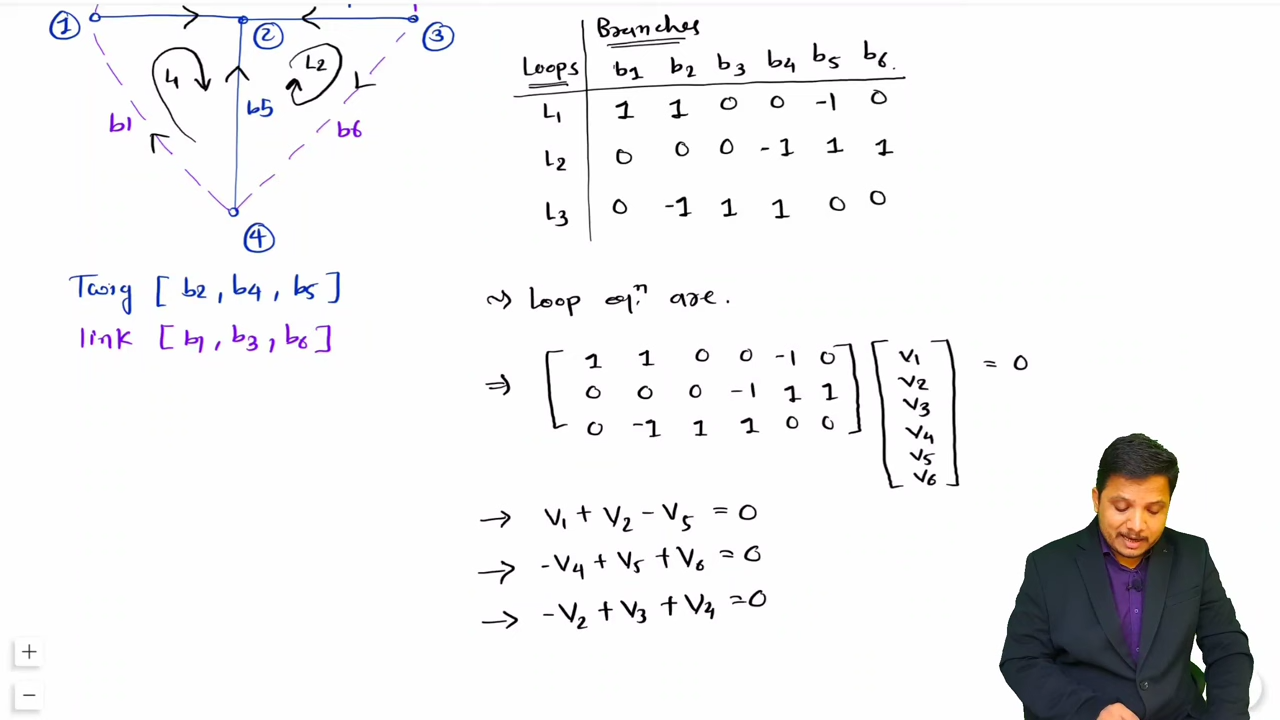 ① ② ③
L1 L2
b1 b5 b6
④
Twig [ b2 , b4 , b5 ]
link [ b1 , b3 , b6 ]
Branches
Loops b1 b2 b3 b4 b5 b6.
L1 1 1 0 0 -1 0
L2 0 0 0 -1 1 1
L3 0 -1 1 1 0 0
~> Loop eqn. are.
⇒ [ 1 1 0 0 -1 0 ] [ V1 ] = 0
0 0 0 -1 1 1 V2
0 -1 1 1 0 0 V3
V4
V5
V6
→ V1 + V2 - V5 = 0
→ -V4 + V5 + V6 = 0
→ -V2 + V3 + V4 = 0
+
−